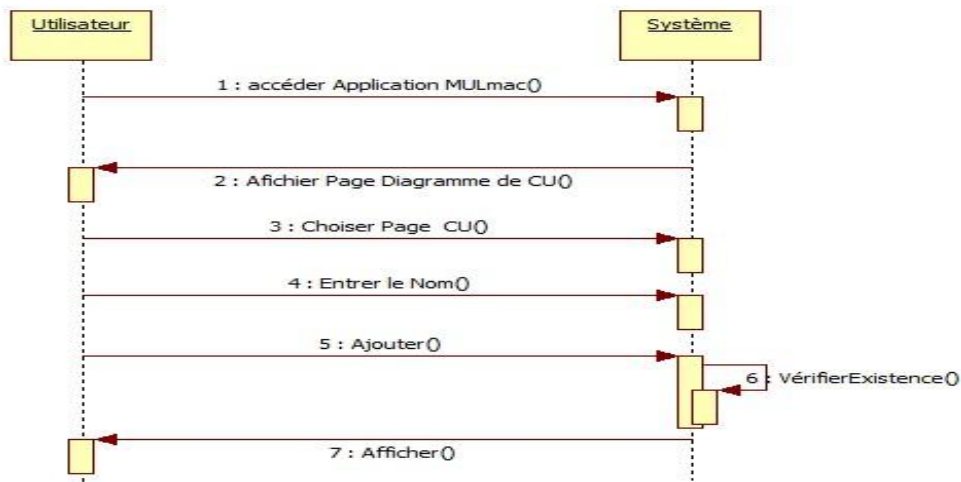 Utilisateur
Système
1 : accéder Application MULmac()
2 : Afichier Page Diagramme de CU()
3 : Choiser Page CU()
4 : Entrer le Nom()
5 : Ajouter()
6 : VérifierExistence()
7 : Afficher()